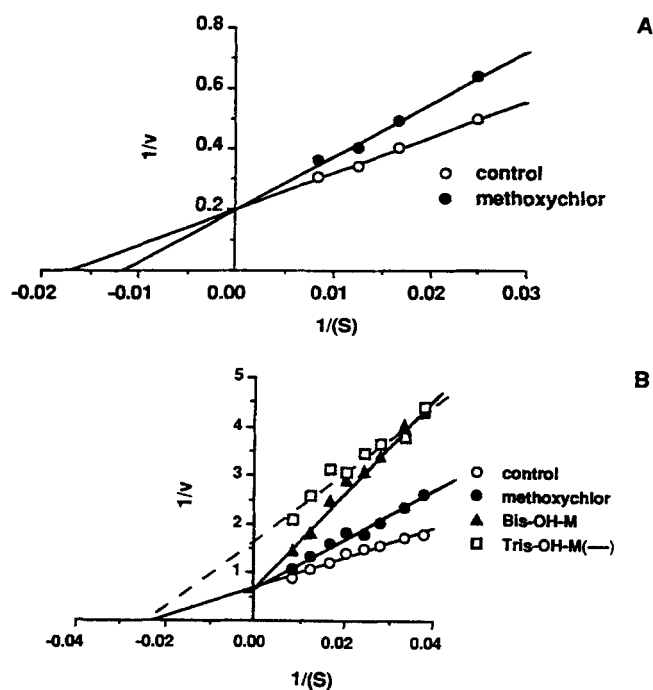 A
0.8
0.6
0.4
0.2
1/v
control
methoxychlor
-0.02
-0.01
0.00
0.01
0.02
0.03
1/(S)
B
5
4
3
2
1
1/v
control
methoxychlor
Bis-OH-M
Tris-OH-M(—)
-0.04
-0.02
0.00
0.02
0.04
1/(S)